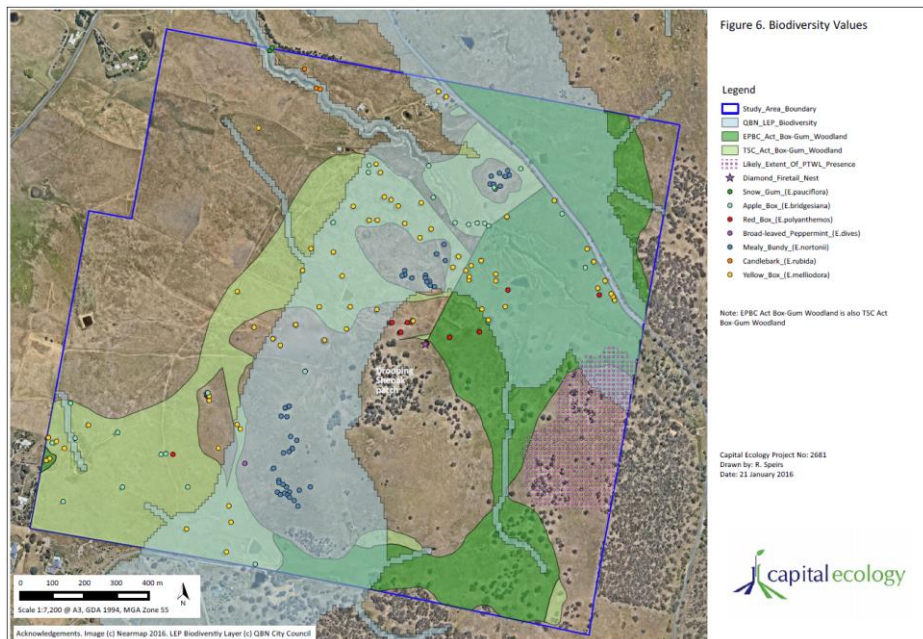 Figure 6. Biodiversity Values
Legend
Study_Area_Boundary
QBN_LEP_Biodiversity
EPBC_Act_Box-Gum_Woodland
TSC_Act_Box-Gum_Woodland
Likely_Extent_Of_PTWL_Presence
Diamond_Firetail_Nest
Snow_Gum_(E.pauciflora)
Apple_Box_(E.bridgesiana)
Red_Box_(E.polyanthemos)
Broad-leaved_Peppermint_(E.dives)
Mealy_Bundy_(E.nortonii)
Candlebark_(E.rubida)
Yellow_Box_(E.melliodora)
Note: EPBC Act Box-Gum Woodland is also TSC Act
Box-Gum Woodland
Drooping
Sheoak
patch
Capital Ecology Project No: 2681
Drawn by: R. Speirs
Date: 21 January 2016
capital ecology
0 100 200 300 400 m
Scale 1:7,200 @ A3, GDA 1994, MGA Zone 55
N
Acknowledgements. Image (c) Nearmap 2016. LEP Biodiverstiy Layer (c) QBN City Council